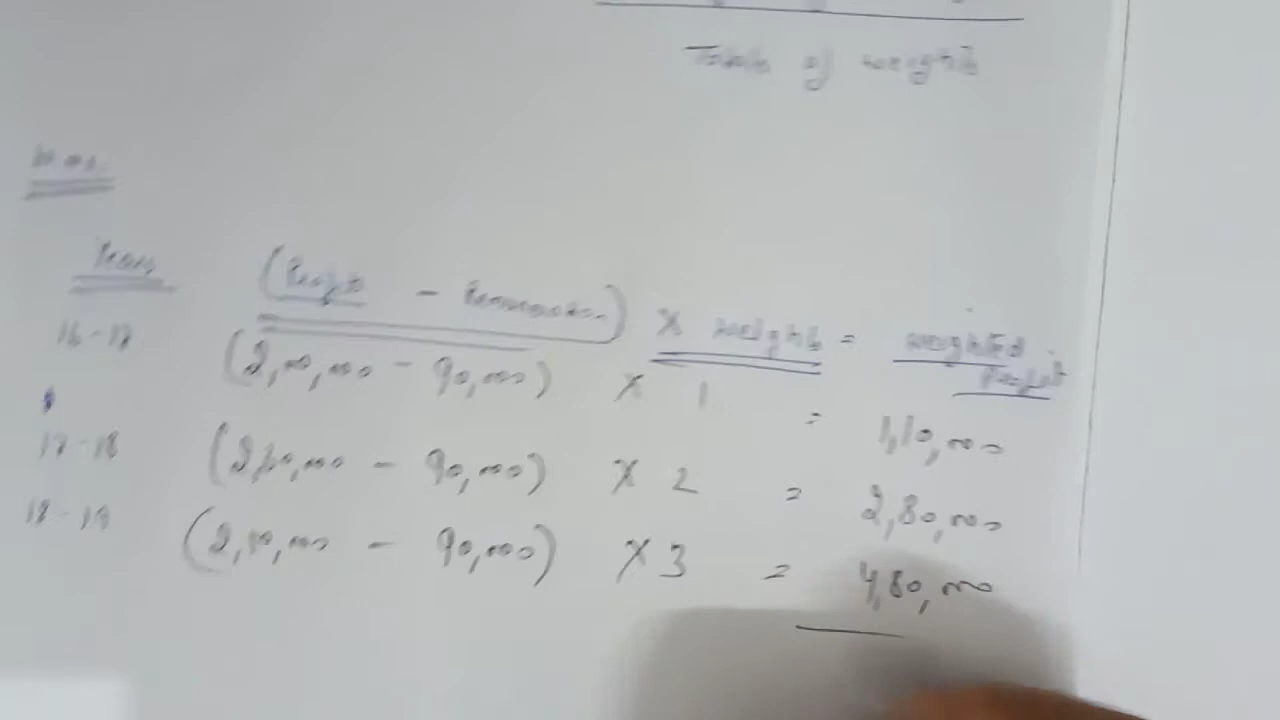 Totals of weights
Years (Profit - Remuneration) X weights = weighted
Profit
16-17 (2,00,000 - 90,000) X 1 = 1,10,000
17-18 (2,30,000 - 90,000) X 2 = 2,80,000
18-19 (2,50,000 - 90,000) X 3 = 4,80,000